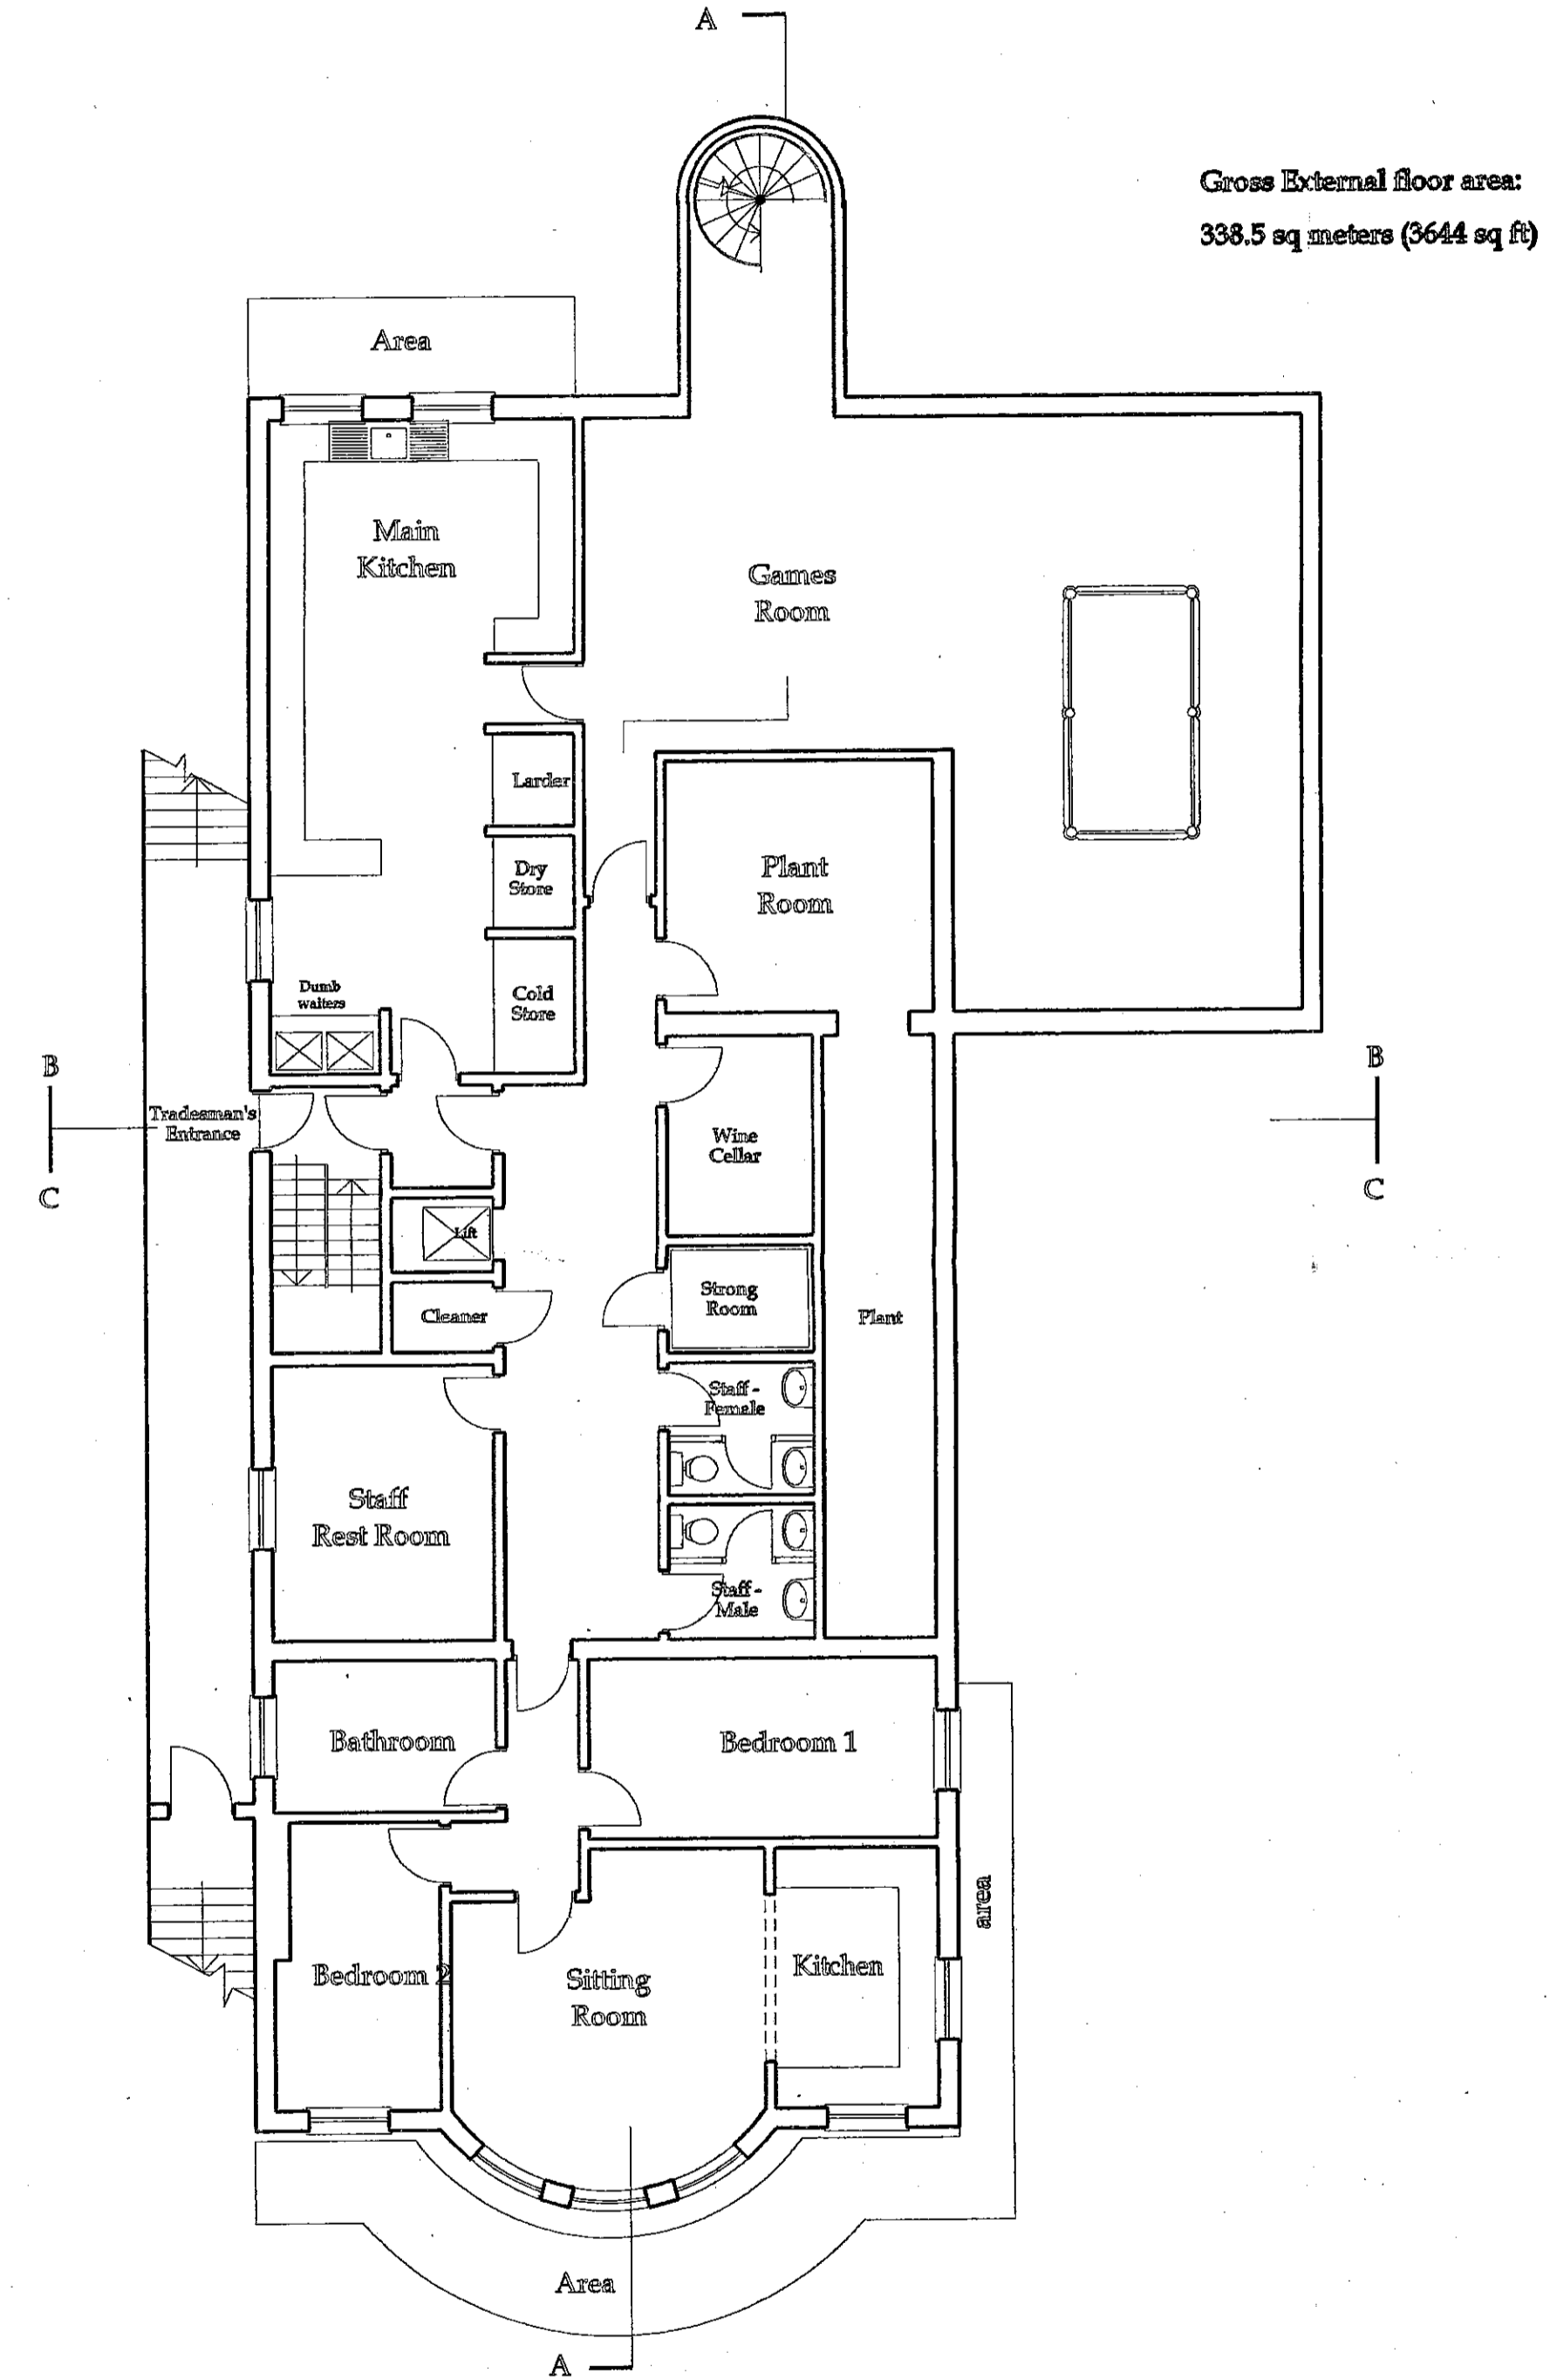 A
Gross External floor area:
338.5 sq meters (3644 sq ft)
Area
Main
Kitchen
Games
Room
Larder
Dry
Store
Plant
Room
Cold
Store
Dumb
waiters
B
B
Tradesman's
Entrance
Wine
Cellar
C
C
Lift
Strong
Room
Cleaner
Plant
Staff -
Female
Staff
Rest Room
Staff -
Male
Bathroom
Bedroom 1
area
Bedroom 2
Sitting
Room
Kitchen
Area
A